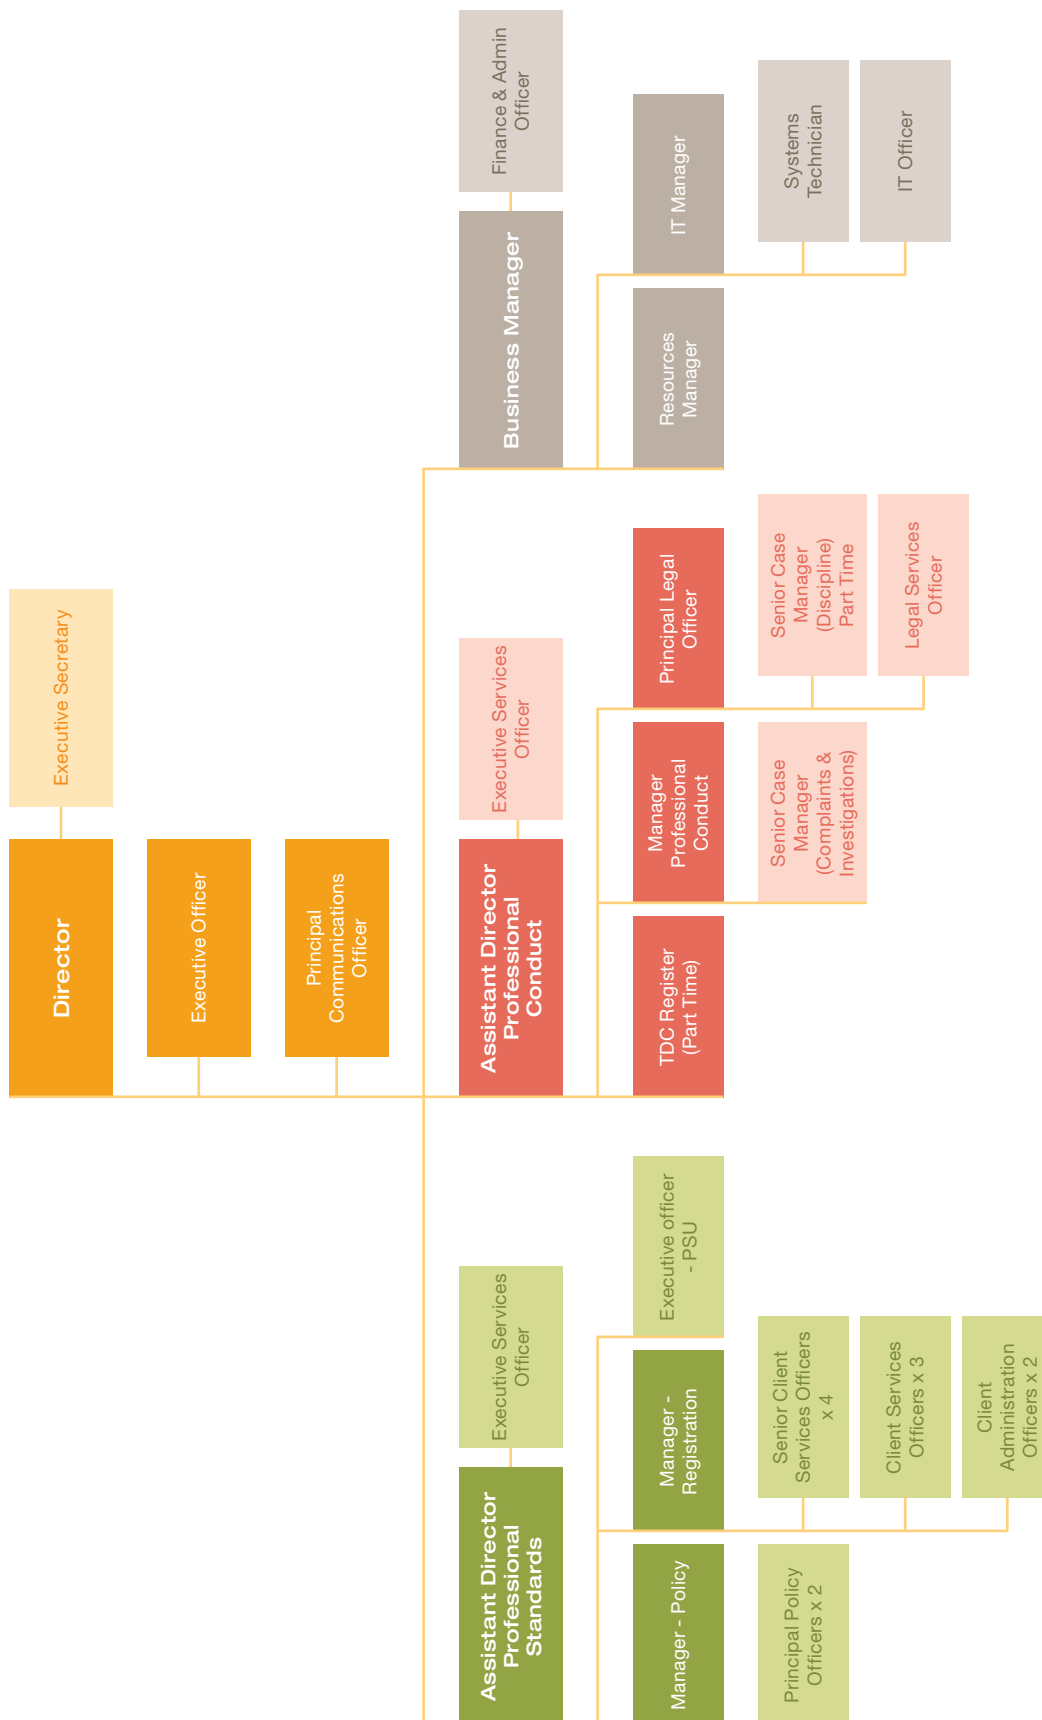 Director
Executive Secretary
Executive Officer
Principal
Communications
Officer
Assistant Director
Professional
Standards
Executive Services
Officer
Assistant Director
Professional
Conduct
Executive Services
Officer
Business Manager
Finance & Admin
Officer
Manager - Policy
Manager -
Registration
Executive officer
- PSU
TDC Register
(Part Time)
Manager
Professional
Conduct
Principal Legal
Officer
Resources
Manager
IT Manager
Principal Policy
Officers x 2
Senior Client
Services Officers
x 4
Client Services
Officers x 3
Client
Administration
Officers x 2
Senior Case
Manager
(Complaints &
Investigations)
Senior Case
Manager
(Discipline)
Part Time
Legal Services
Officer
Systems
Technician
IT Officer